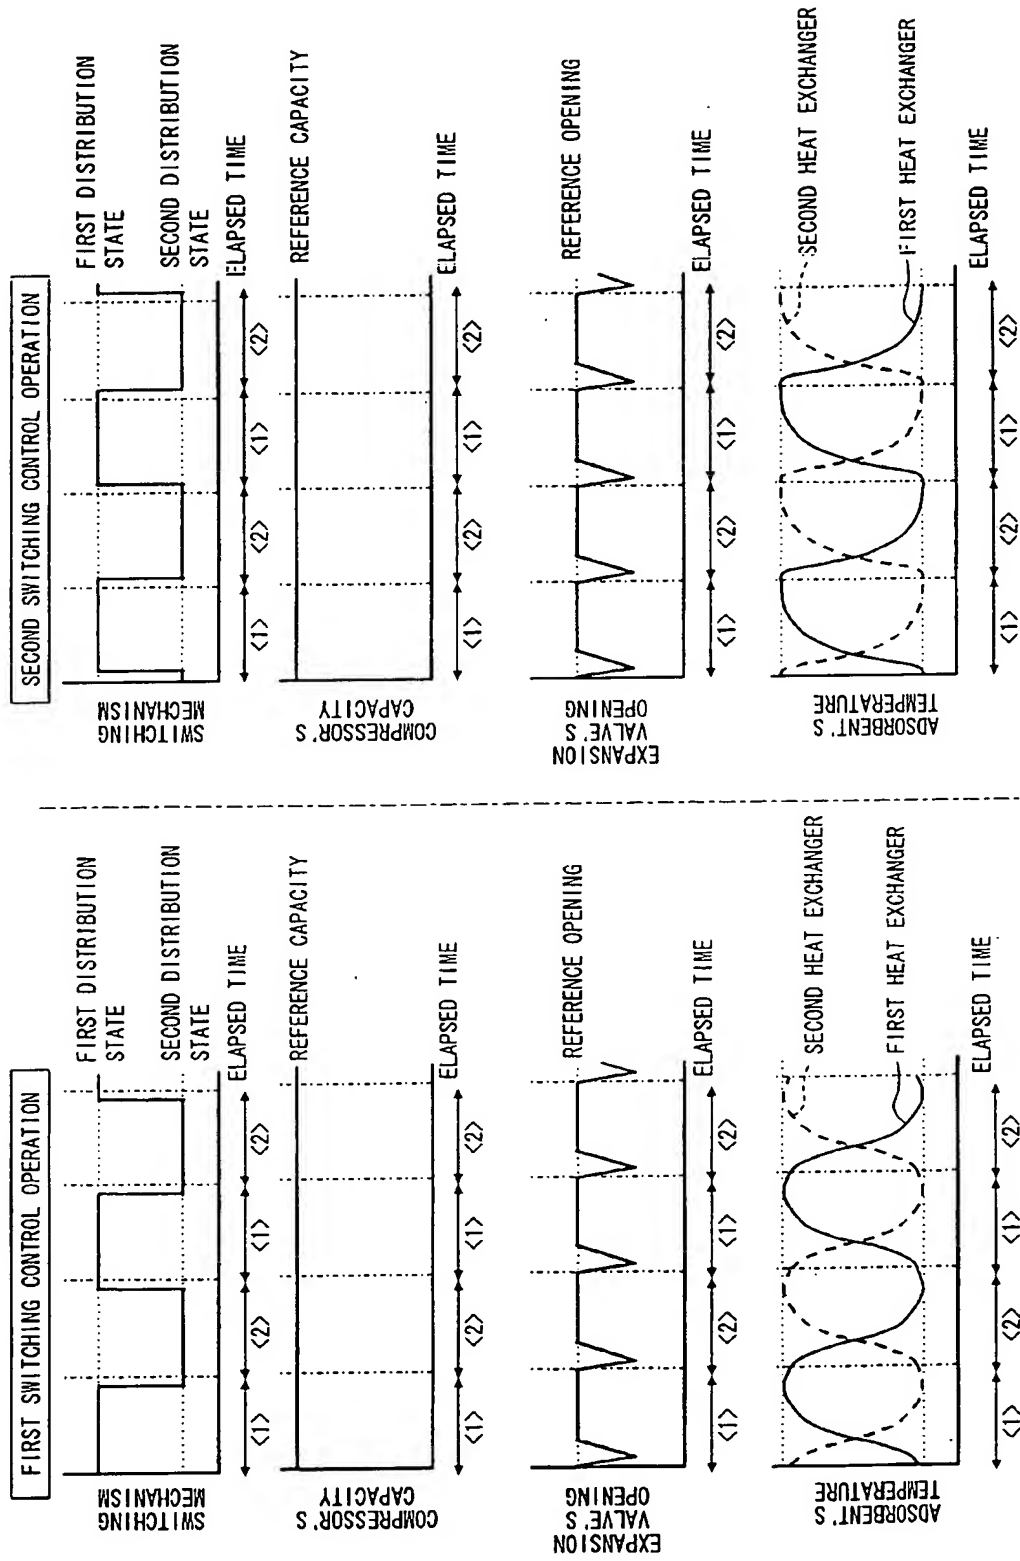 FIRST SWITCHING CONTROL OPERATION
SWITCHING
MECHANISM
FIRST DISTRIBUTION
STATE
SECOND DISTRIBUTION
STATE
<1>
<2>
<1>
<2>
ELAPSED TIME
COMPRESSOR'S
CAPACITY
REFERENCE CAPACITY
<1>
<2>
<1>
<2>
ELAPSED TIME
EXPANSION
VALVE'S
OPENING
REFERENCE OPENING
<1>
<2>
<1>
<2>
ELAPSED TIME
ADSORBENT'S
TEMPERATURE
SECOND HEAT EXCHANGER
FIRST HEAT EXCHANGER
<1>
<2>
<1>
<2>
ELAPSED TIME
SECOND SWITCHING CONTROL OPERATION
SWITCHING
MECHANISM
FIRST DISTRIBUTION
STATE
SECOND DISTRIBUTION
STATE
<1>
<2>
<1>
<2>
ELAPSED TIME
COMPRESSOR'S
CAPACITY
REFERENCE CAPACITY
<1>
<2>
<1>
<2>
ELAPSED TIME
EXPANSION
VALVE'S
OPENING
REFERENCE OPENING
<1>
<2>
<1>
<2>
ELAPSED TIME
ADSORBENT'S
TEMPERATURE
SECOND HEAT EXCHANGER
FIRST HEAT EXCHANGER
<1>
<2>
<1>
<2>
ELAPSED TIME